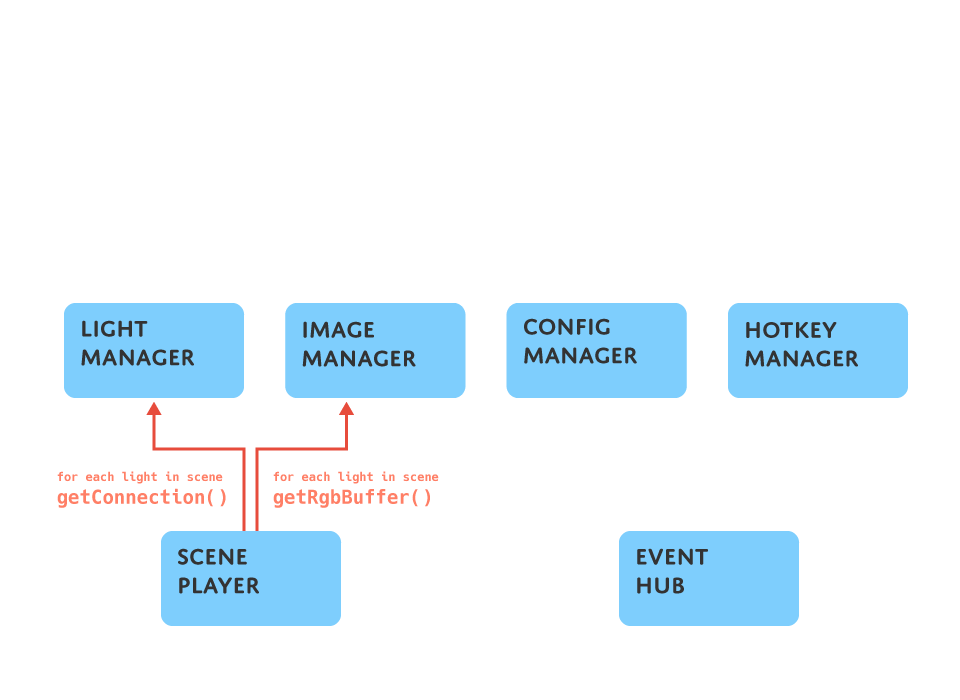 LIGHT
MANAGER
IMAGE
MANAGER
CONFIG
MANAGER
HOTKEY
MANAGER
for each light in scene
getConnection()
for each light in scene
getRgbBuffer()
SCENE
PLAYER
EVENT
HUB